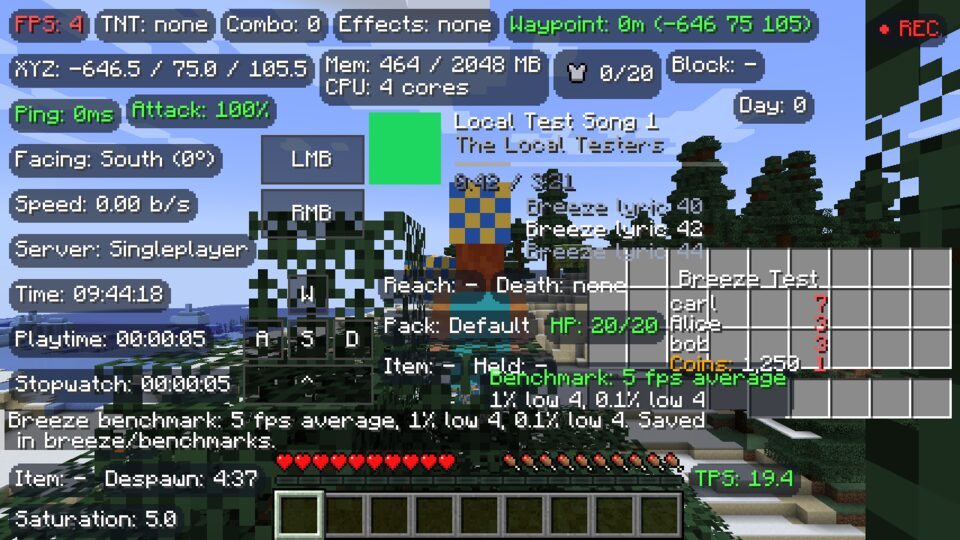 FPS: 4 TNT: none Combo: 0 Effects: none Waypoint: 0m (-646 75 105) REC
XYZ: -646.5 / 75.0 / 105.5 Mem: 464 / 2048 MB 0/20 Block: -
CPU: 4 cores
Ping: 0ms Attack: 100% Day: 0
Local Test Song 1
The Local Testers
Facing: South (0°) LMB
0:42 / 3:21
Speed: 0.00 b/s RMB Breeze lyric 40
Breeze lyric 42
Server: Singleplayer Breeze lyric 44
Reach: - Death: none Breeze Test
Time: 09:44:18 W carl 7
Pack: Default HP: 20/20 Alice 3
Playtime: 00:00:05 A S D bob 3
Item: - Held: - Coins: 1,250 1
Stopwatch: 00:00:05 ^ Benchmark: 5 fps average
1% low 4, 0.1% low 4
Breeze benchmark: 5 fps average, 1% low 4, 0.1% low 4. Saved
in breeze/benchmarks.
Item: - Despawn: 4:37 TPS: 19.4
Saturation: 5.0